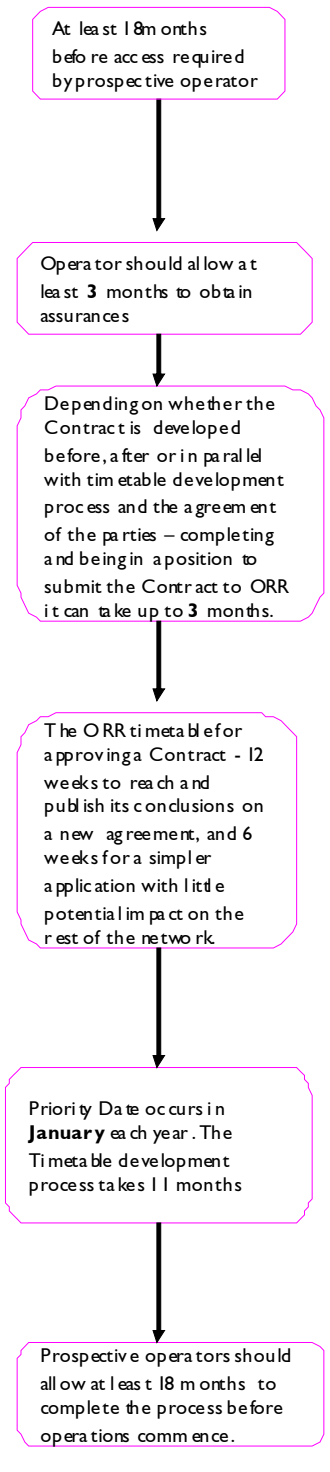 At least 18 months
before access required
by prospective operator
Operator should allow at
least 3 months to obtain
assurances
Depending on whether the
Contract is developed
before, after or in parallel
with timetable development
process and the agreement
of the parties – completing
and being in a position to
submit the Contract to ORR
it can take up to 3 months.
The ORR timetable for
approving a Contract - 12
weeks to reach and
publish its conclusions on
a new agreement, and 6
weeks for a simpler
application with little
potential impact on the
rest of the network.
Priority Date occurs in
January each year. The
Timetable development
process takes 11 months
Prospective operators should
allow at least 18 months to
complete the process before
operations commence.